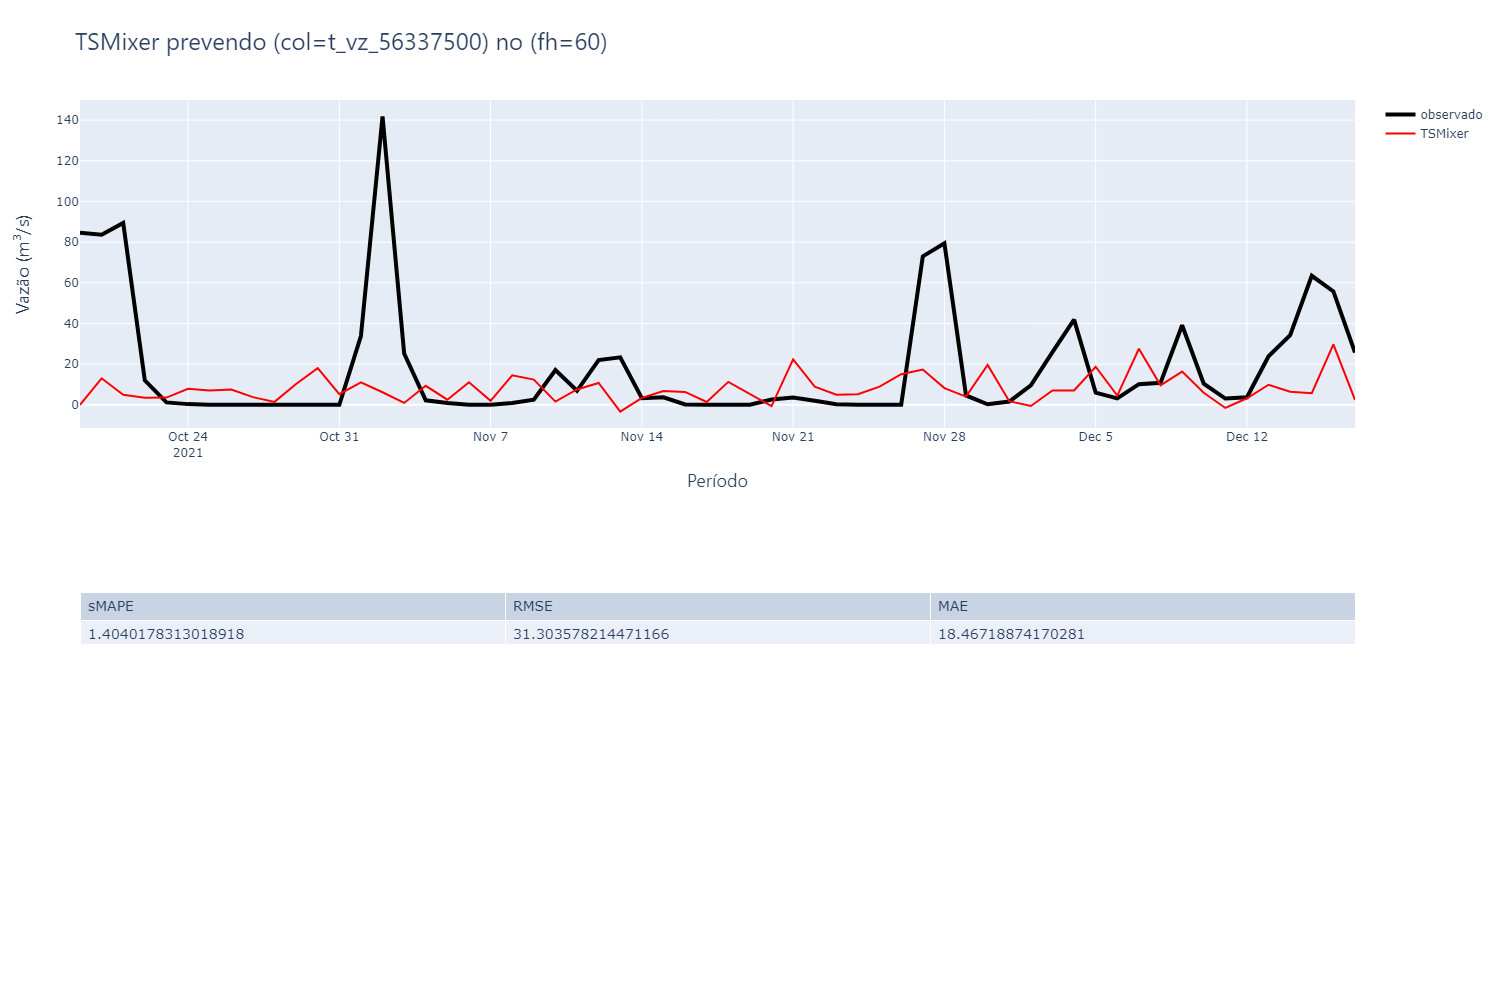 TSMixer prevendo (col=t_vz_56337500) no (fh=60)
observado
TSMixer
Vazão (m³/s)
140
120
100
80
60
40
20
0
Oct 24
2021
Oct 31
Nov 7
Nov 14
Nov 21
Nov 28
Dec 5
Dec 12
Período
sMAPE RMSE MAE
1.4040178313018918 31.303578214471166 18.46718874170281